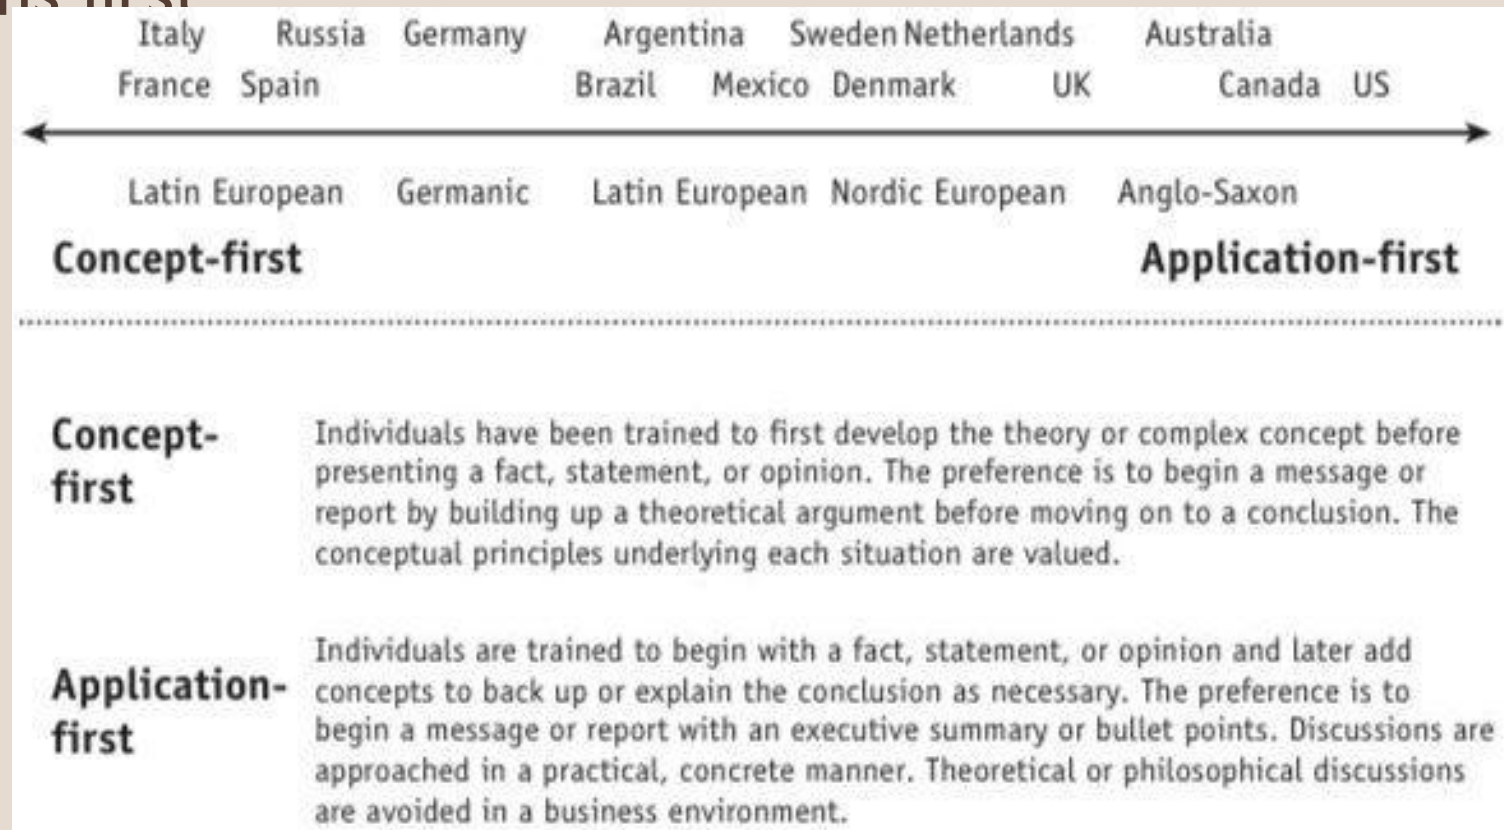 Italy Russia Germany Argentina Sweden Netherlands Australia
France Spain Brazil Mexico Denmark UK Canada US
Latin European Germanic Latin European Nordic European Anglo-Saxon
Concept-first Application-first
Concept-
first
Individuals have been trained to first develop the theory or complex concept before
presenting a fact, statement, or opinion. The preference is to begin a message or
report by building up a theoretical argument before moving on to a conclusion. The
conceptual principles underlying each situation are valued.
Application-
first
Individuals are trained to begin with a fact, statement, or opinion and later add
concepts to back up or explain the conclusion as necessary. The preference is to
begin a message or report with an executive summary or bullet points. Discussions are
approached in a practical, concrete manner. Theoretical or philosophical discussions
are avoided in a business environment.